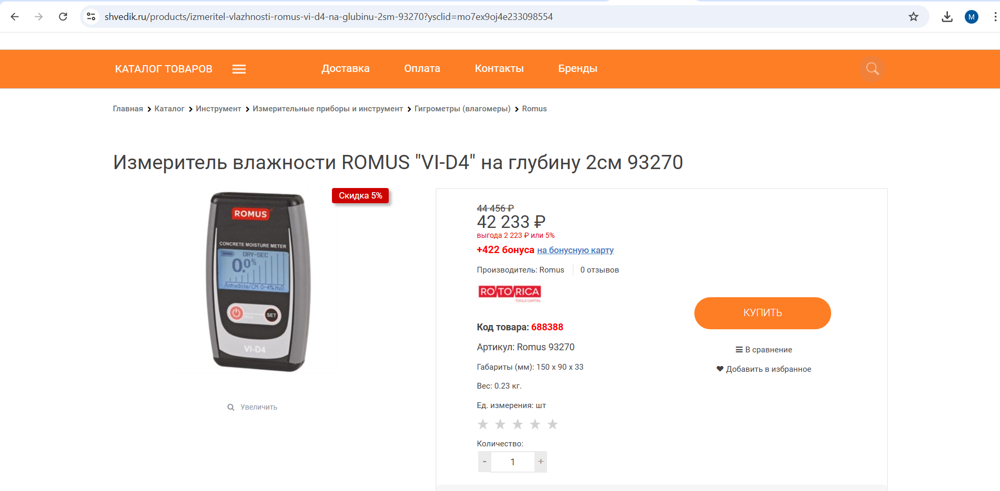 shvedik.ru/products/izmeritel-vlazhnosti-romus-vi-d4-na-glubinu-2sm-93270?ysclid=mo7ex9oj4e233098554
M
КАТАЛОГ ТОВАРОВ
Доставка
Оплата
Контакты
Бренды
Главная Каталог Инструмент Измерительные приборы и инструмент Гигрометры (влагомеры) Romus
Измеритель влажности ROMUS "VI-D4" на глубину 2см 93270
ROMUS
CONCRETE MOISTURE METER
DRY-SEC
0.0%
Anhydrite/CM 0-4% H₂O
HOLD
SET
VI-D4
Увеличить
Скидка 5%
44 456 ₽
42 233 ₽
выгода 2 223 ₽ или 5%
+422 бонуса на бонусную карту
Производитель: Romus
0 отзывов
ROTORICA
TOOLS CAPITAL
Код товара: 688388
Артикул: Romus 93270
Габариты (мм): 150 x 90 x 33
Вес: 0.23 кг.
Ед. измерения: шт
Количество:
- 1 +
КУПИТЬ
В сравнение
Добавить в избранное